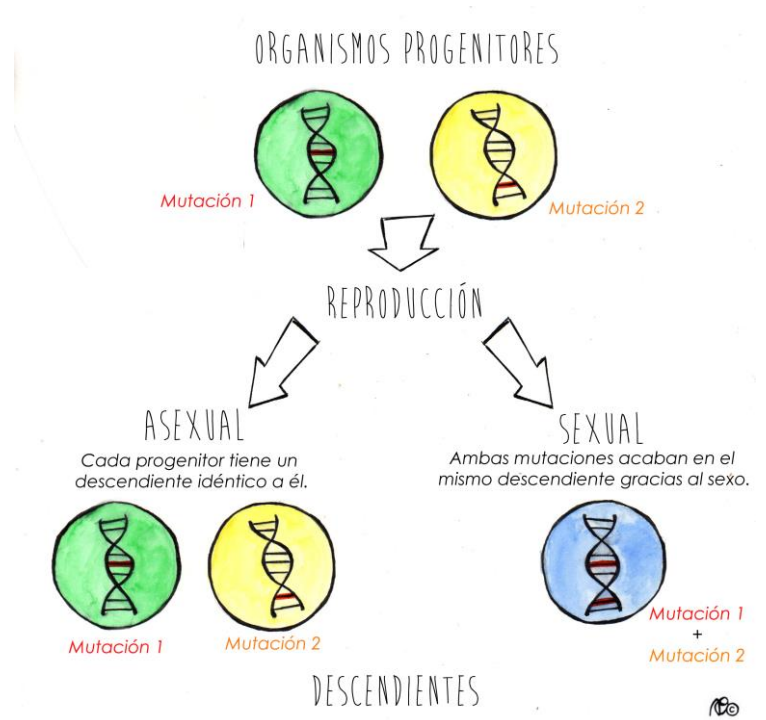 ORGANISMOS PROGENITORES
Mutación 1
Mutación 2
REPRODUCCIÓN
ASEXUAL
Cada progenitor tiene un
descendiente idéntico a él.
SEXUAL
Ambas mutaciones acaban en el
mismo descendiente gracias al sexo.
Mutación 1
Mutación 2
Mutación 1
+
Mutación 2
DESCENDIENTES